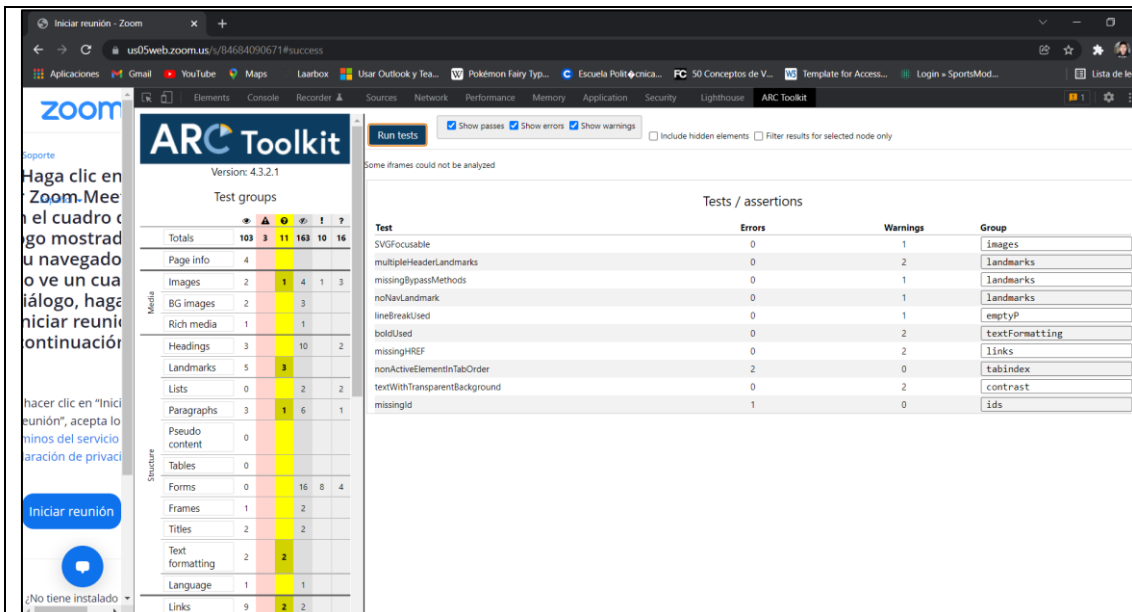 Iniciar reunión - Zoom
us05web.zoom.us/s/84684090671#success
Aplicaciones Gmail YouTube Maps Laarbox Usar Outlook y Tea... Pokémon Fairy Typ... Escuela Polit�cnica... FC 50 Conceptos de V... Template for Access... Login » SportsMod... Lista de le
Elements Console Recorder Sources Network Performance Memory Application Security Lighthouse ARC Toolkit 1
zoom
Soporte
Haga clic en
Zoom Mee
n el cuadro d
ogo mostrad
u navegado
o ve un cua
iálogo, haga
niciar reunió
continuación
hacer clic en "Inici
eunión", acepta lo
minos del servicio
laración de privaci
Iniciar reunión
¿No tiene instalado
ARC Toolkit
Version: 4.3.2.1
Test groups
! ?
Totals 103 3 11 163 10 16
Page info 4
Media
Images 2 1 4 1 3
BG images 2 3
Rich media 1 1
Structure
Headings 3 10 2
Landmarks 5 3
Lists 0 2 2
Paragraphs 3 1 6 1
Pseudo
content 0
Tables 0
Forms 0 16 8 4
Frames 1 2
Titles 2 2
Text
formatting 2 2
Language 1 1
Links 9 2 2
Run tests Show passes Show errors Show warnings Include hidden elements Filter results for selected node only
Some iframes could not be analyzed
Tests / assertions
Test Errors Warnings Group
SVGFocusable 0 1 images
multipleHeaderLandmarks 0 2 landmarks
missingBypassMethods 0 1 landmarks
noNavLandmark 0 1 landmarks
lineBreakUsed 0 1 emptyP
boldUsed 0 2 textFormatting
missingHREF 0 2 links
nonActiveElementInTabOrder 2 0 tabindex
textWithTransparentBackground 0 2 contrast
missingId 1 0 ids